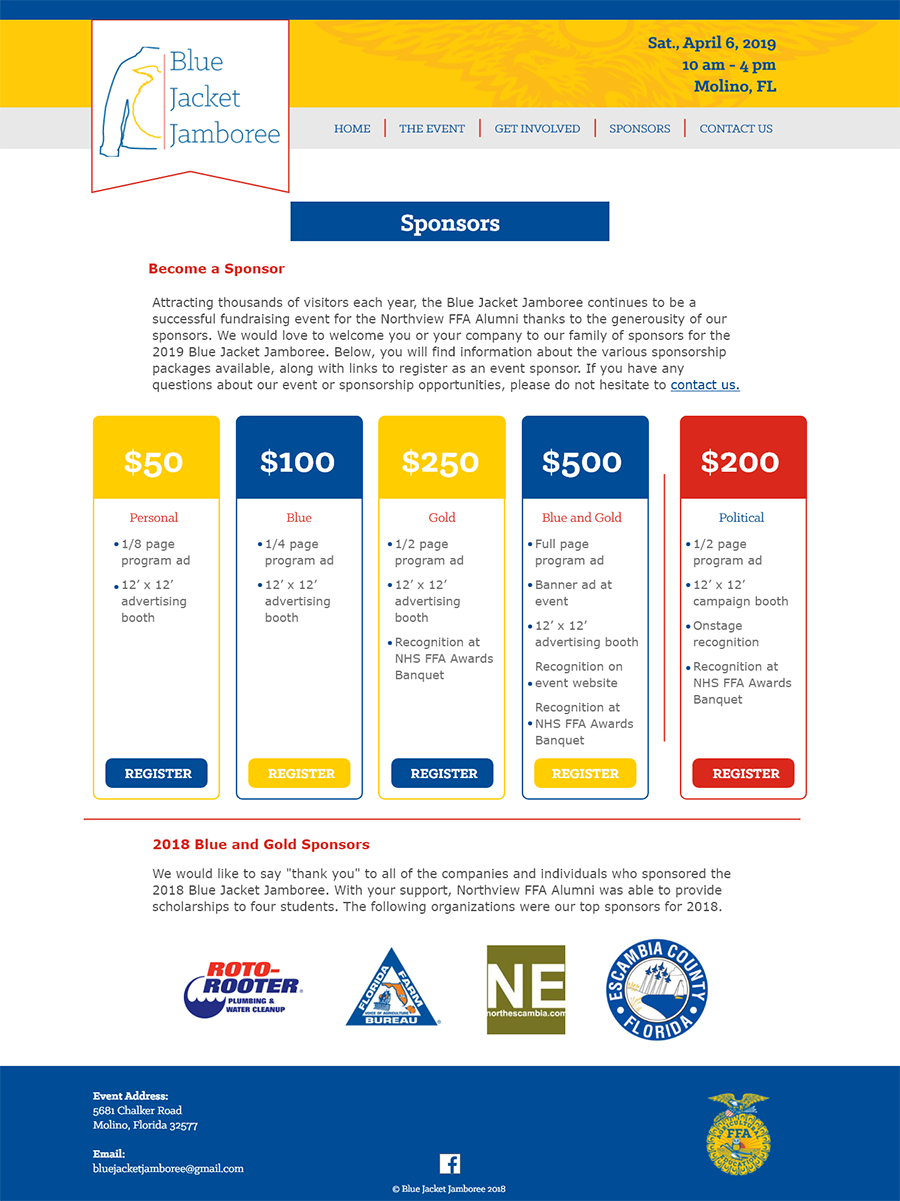 Blue
Jacket
Jamboree
Sat., April 6, 2019
10 am - 4 pm
Molino, FL
HOME | THE EVENT | GET INVOLVED | SPONSORS | CONTACT US
Sponsors
Become a Sponsor
Attracting thousands of visitors each year, the Blue Jacket Jamboree continues to be a
successful fundraising event for the Northview FFA Alumni thanks to the generousity of our
sponsors. We would love to welcome you or your company to our family of sponsors for the
2019 Blue Jacket Jamboree. Below, you will find information about the various sponsorship
packages available, along with links to register as an event sponsor. If you have any
questions about our event or sponsorship opportunities, please do not hesitate to contact us.
$50
Personal
• 1/8 page
program ad
• 12’ x 12’
advertising
booth
REGISTER
$100
Blue
• 1/4 page
program ad
• 12’ x 12’
advertising
booth
REGISTER
$250
Gold
• 1/2 page
program ad
• 12’ x 12’
advertising
booth
• Recognition at
NHS FFA Awards
Banquet
REGISTER
$500
Blue and Gold
• Full page
program ad
• Banner ad at
event
• 12’ x 12’
advertising booth
Recognition on
• event website
Recognition at
• NHS FFA Awards
Banquet
REGISTER
$200
Political
• 1/2 page
program ad
• 12’ x 12’
campaign booth
• Onstage
recognition
• Recognition at
NHS FFA Awards
Banquet
REGISTER
2018 Blue and Gold Sponsors
We would like to say "thank you" to all of the companies and individuals who sponsored the
2018 Blue Jacket Jamboree. With your support, Northview FFA Alumni was able to provide
scholarships to four students. The following organizations were our top sponsors for 2018.
ROTO-
ROOTER®
PLUMBING &
WATER CLEANUP
FLORIDA
FARM
VOICE OF AGRICULTURE
BUREAU®
NE
northescambia.com
ESCAMBIA COUNTY
FLORIDA
Event Address:
5681 Chalker Road
Molino, Florida 32577
Email:
bluejacketjamboree@gmail.com
f
© Blue Jacket Jamboree 2018
AGRICULTURAL
FFA
EDUCATION